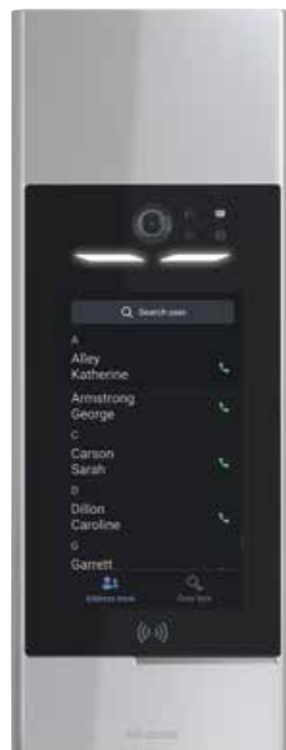 Search user
A
Alley
Katherine
Armstrong
George
C
Carson
Sarah
D
Dillon
Caroline
G
Garrett
Address book